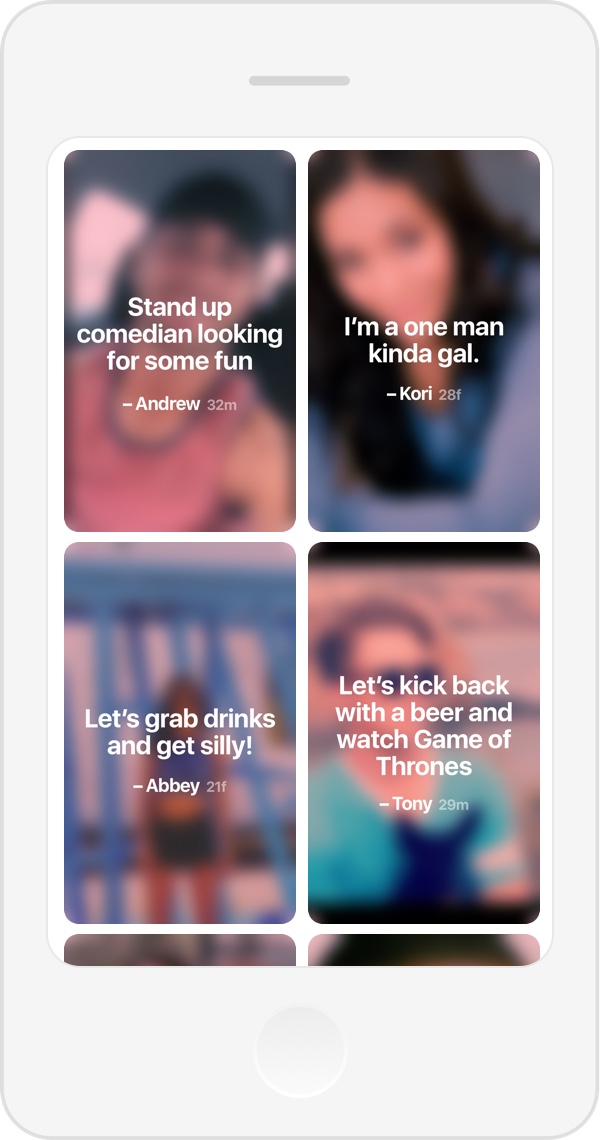 Stand up
comedian looking
for some fun
– Andrew 32m
I’m a one man
kinda gal.
– Kori 28f
Let’s grab drinks
and get silly!
– Abbey 21f
Let’s kick back
with a beer and
watch Game of
Thrones
– Tony 29m